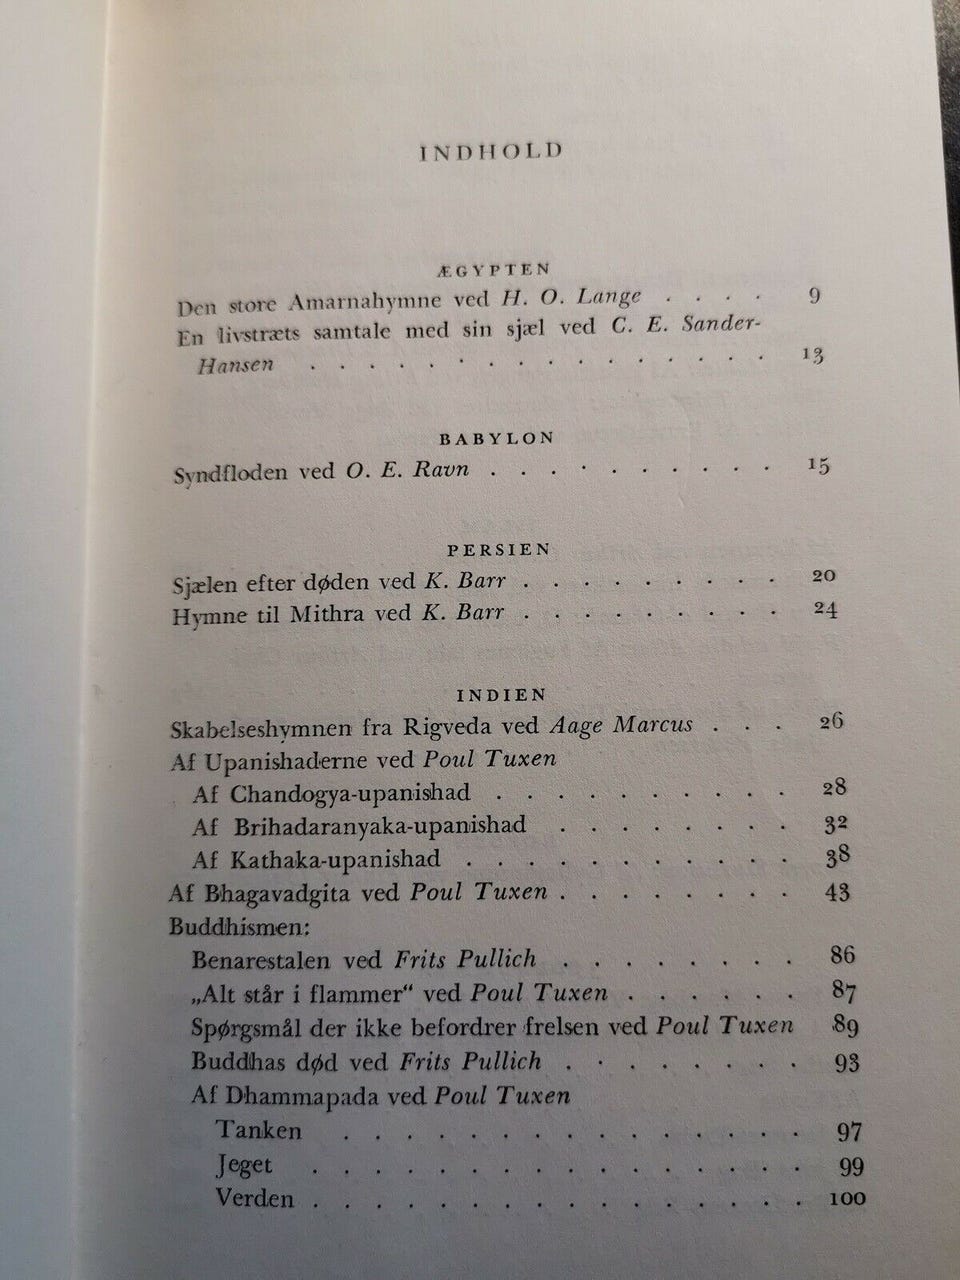 INDHOLD
ÆGYPTEN
Den store Amarnahymne ved H. O. Lange . . . . 9
En livstræts samtale med sin sjæl ved C. E. Sander-
Hansen . . . . . . . . . . . . . . . 13
BABYLON
Syndfloden ved O. E. Ravn . . . . . . . . . . 15
PERSIEN
Sjælen efter døden ved K. Barr . . . . . . . . . 20
Hymne til Mithra ved K. Barr . . . . . . . . . 24
INDIEN
Skabelseshymnen fra Rigveda ved Aage Marcus . . . 26
Af Upanishaderne ved Poul Tuxen
Af Chandogya-upanishad . . . . . . . . . . 28
Af Brihadaranyaka-upanishad . . . . . . . . 32
Af Kathaka-upanishad . . . . . . . . . . . 38
Af Bhagavadgita ved Poul Tuxen . . . . . . . . 43
Buddhismen:
Benarestalen ved Frits Pullich . . . . . . . . 86
„Alt står i flammer“ ved Poul Tuxen . . . . . . 87
Spørgsmål der ikke befordrer frelsen ved Poul Tuxen 89
Buddhas død ved Frits Pullich . . . . . . . . 93
Af Dhammapada ved Poul Tuxen
Tanken . . . . . . . . . . . . . . . 97
Jeget . . . . . . . . . . . . . . . . 99
Verden . . . . . . . . . . . . . . . . 100